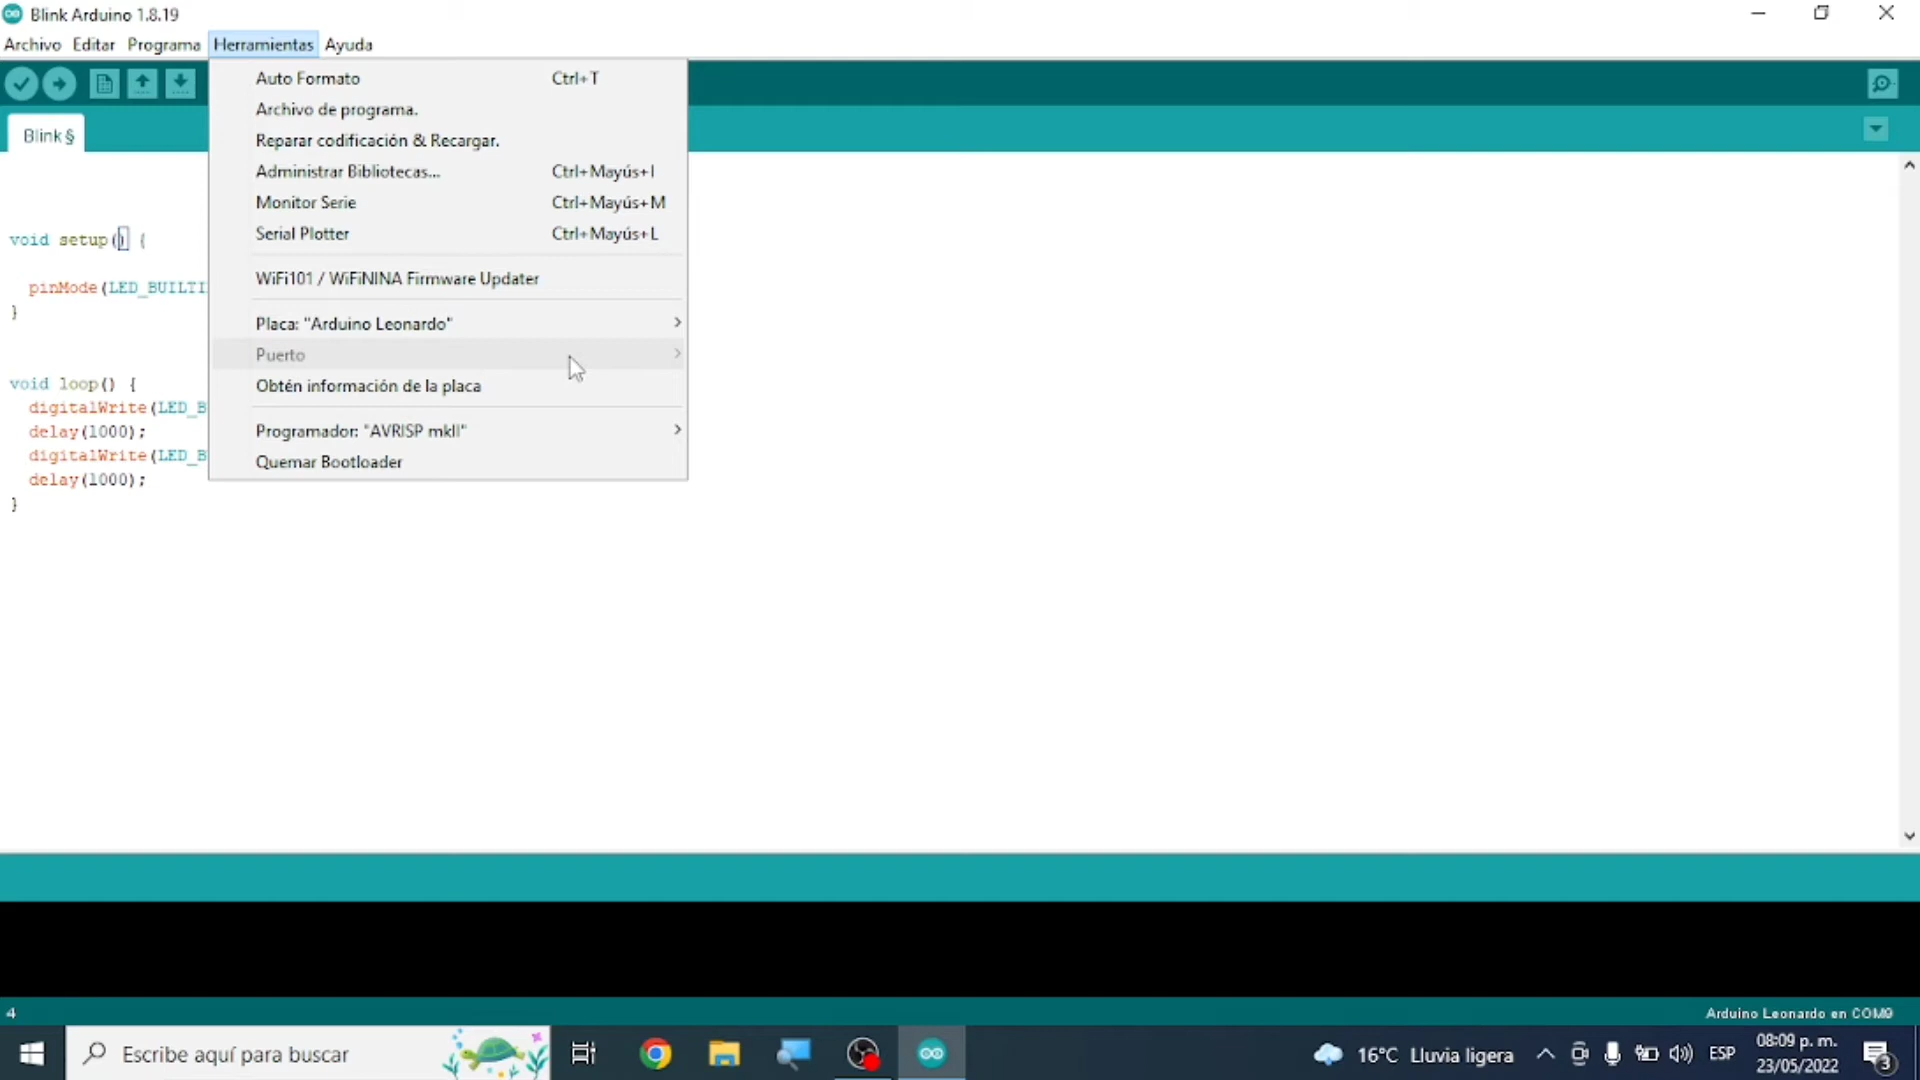 Blink Arduino 1.8.19
Archivo Editar Programa Herramientas Ayuda
Blink §
Auto Formato Ctrl+T
Archivo de programa.
Reparar codificación & Recargar.
Administrar Bibliotecas... Ctrl+Mayús+I
Monitor Serie Ctrl+Mayús+M
Serial Plotter Ctrl+Mayús+L
WiFi101 / WiFiNINA Firmware Updater
Placa: "Arduino Leonardo"
Puerto
Obtén información de la placa
Programador: "AVRISP mkII"
Quemar Bootloader
void setup() {
pinMode(LED_BUILTI
}
void loop() {
digitalWrite(LED_B
delay(1000);
digitalWrite(LED_B
delay(1000);
}
4 Arduino Leonardo en COM9
Escribe aquí para buscar
16°C Lluvia ligera
ESP
08:09 p. m.
23/05/2022
3